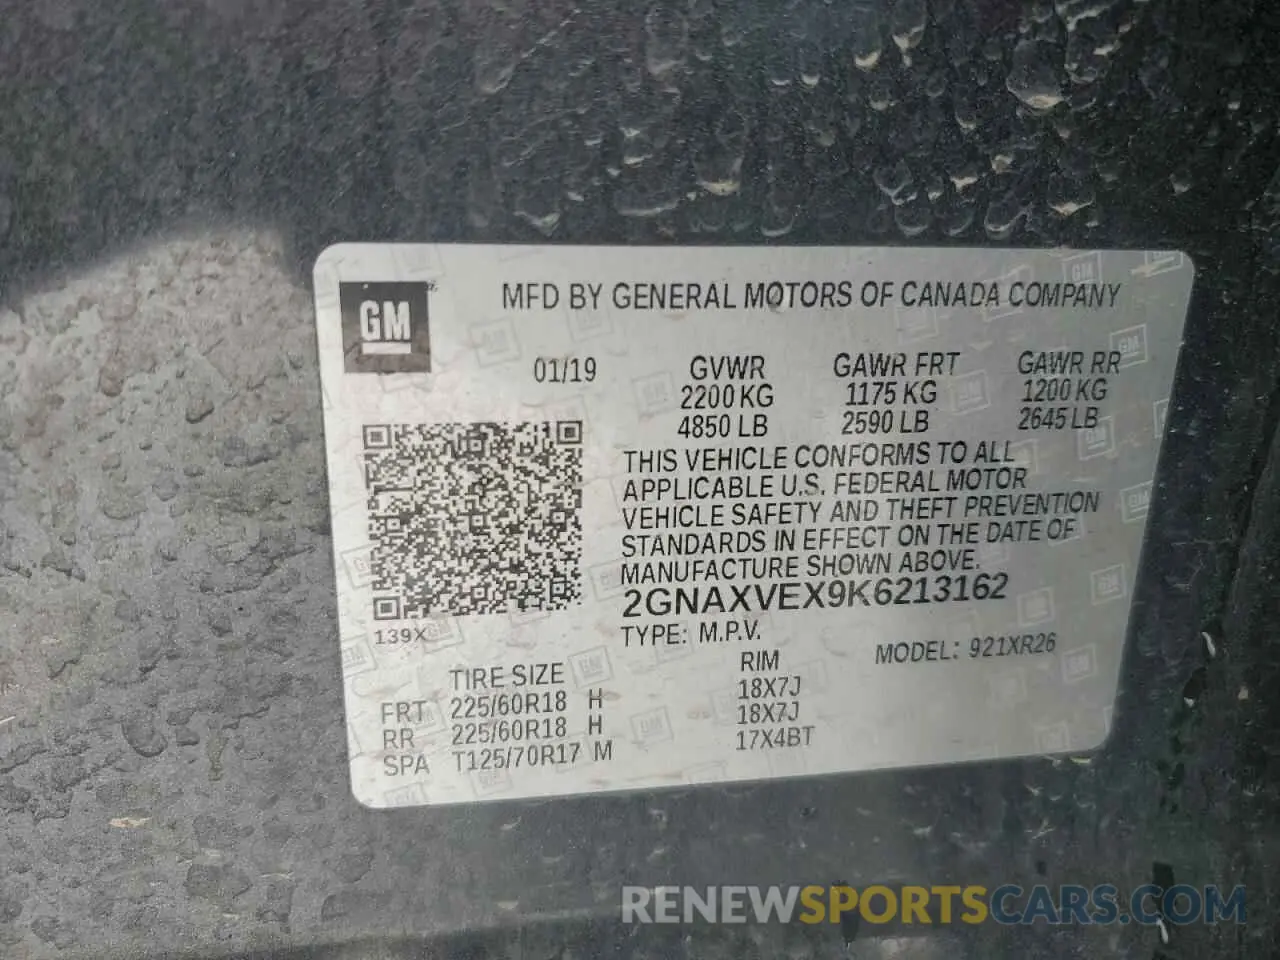 GM
MFD BY GENERAL MOTORS OF CANADA COMPANY
01/19
GVWR GAWR FRT GAWR RR
2200 KG 1175 KG 1200 KG
4850 LB 2590 LB 2645 LB
THIS VEHICLE CONFORMS TO ALL
APPLICABLE U.S. FEDERAL MOTOR
VEHICLE SAFETY AND THEFT PREVENTION
STANDARDS IN EFFECT ON THE DATE OF
MANUFACTURE SHOWN ABOVE.
2GNAXVEX9K6213162
139X
TYPE: M.P.V.
MODEL: 921XR26
TIRE SIZE RIM
FRT 225/60R18 H 18X7J
RR 225/60R18 H 18X7J
SPA T125/70R17 M 17X4BT
RENEWSPORTSCARS.COM